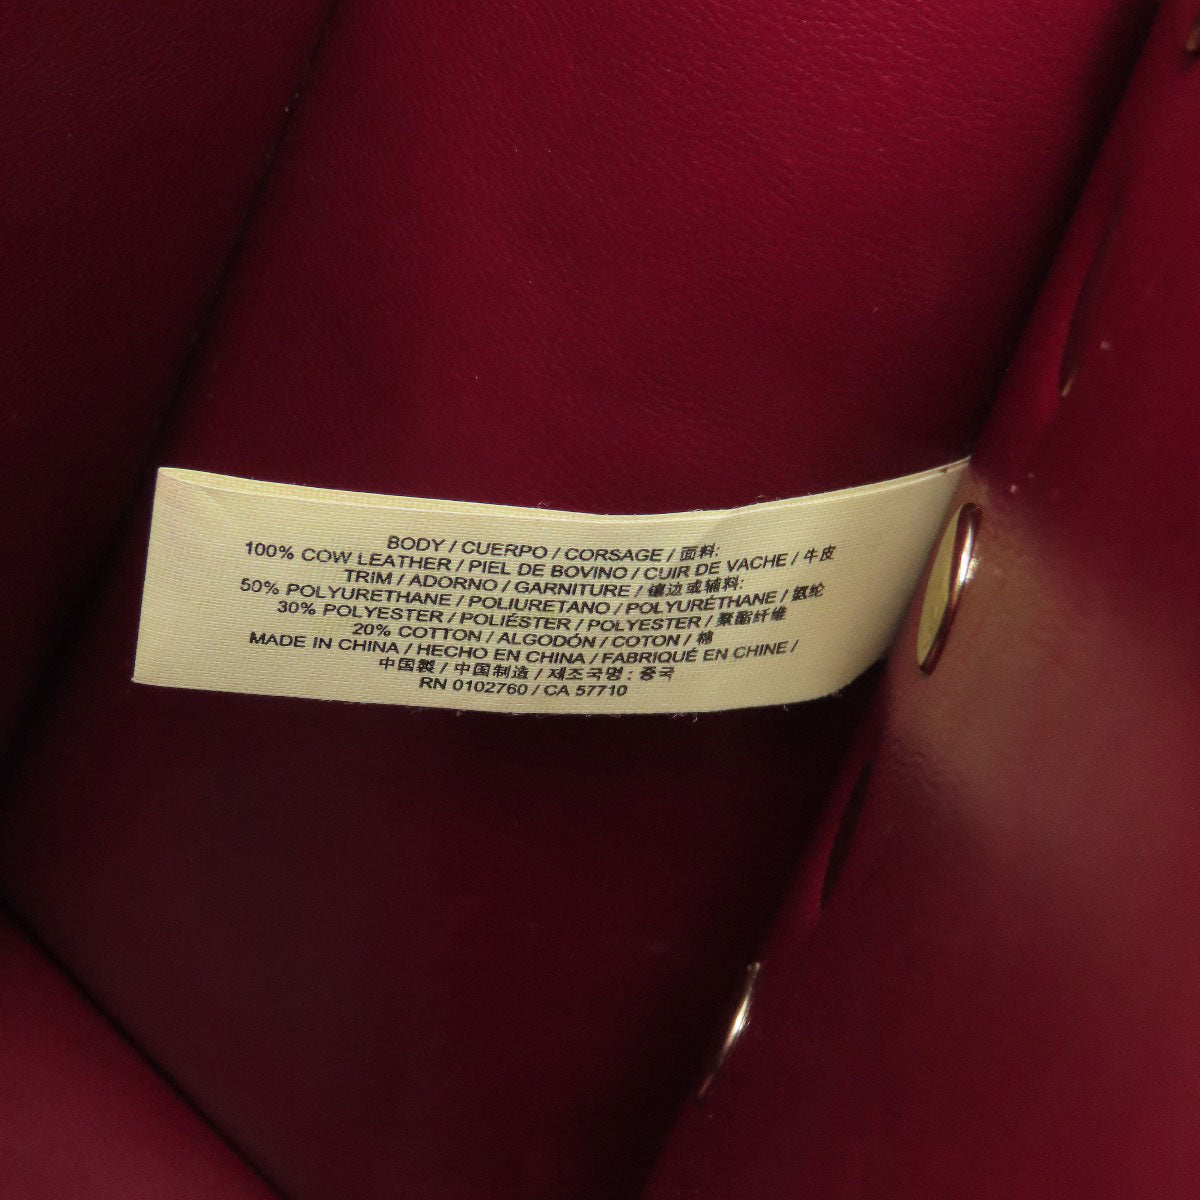 BODY / CUERPO / CORSAGE / 面料:
100% COW LEATHER / PIEL DE BOVINO / CUIR DE VACHE / 牛皮
TRIM / ADORNO / GARNITURE / 镶边或辅料:
50% POLYURETHANE / POLIURETANO / POLYURÉTHANE / 氨纶
30% POLYESTER / POLIÉSTER / POLYESTER / 聚酯纤维
20% COTTON / ALGODÓN / COTON / 棉
MADE IN CHINA / HECHO EN CHINA / FABRIQUÉ EN CHINE /
中国製 / 中国制造 / 제조국명 : 중국
RN 0102760 / CA 57710